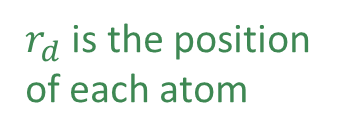 r_d is the position
of each atom